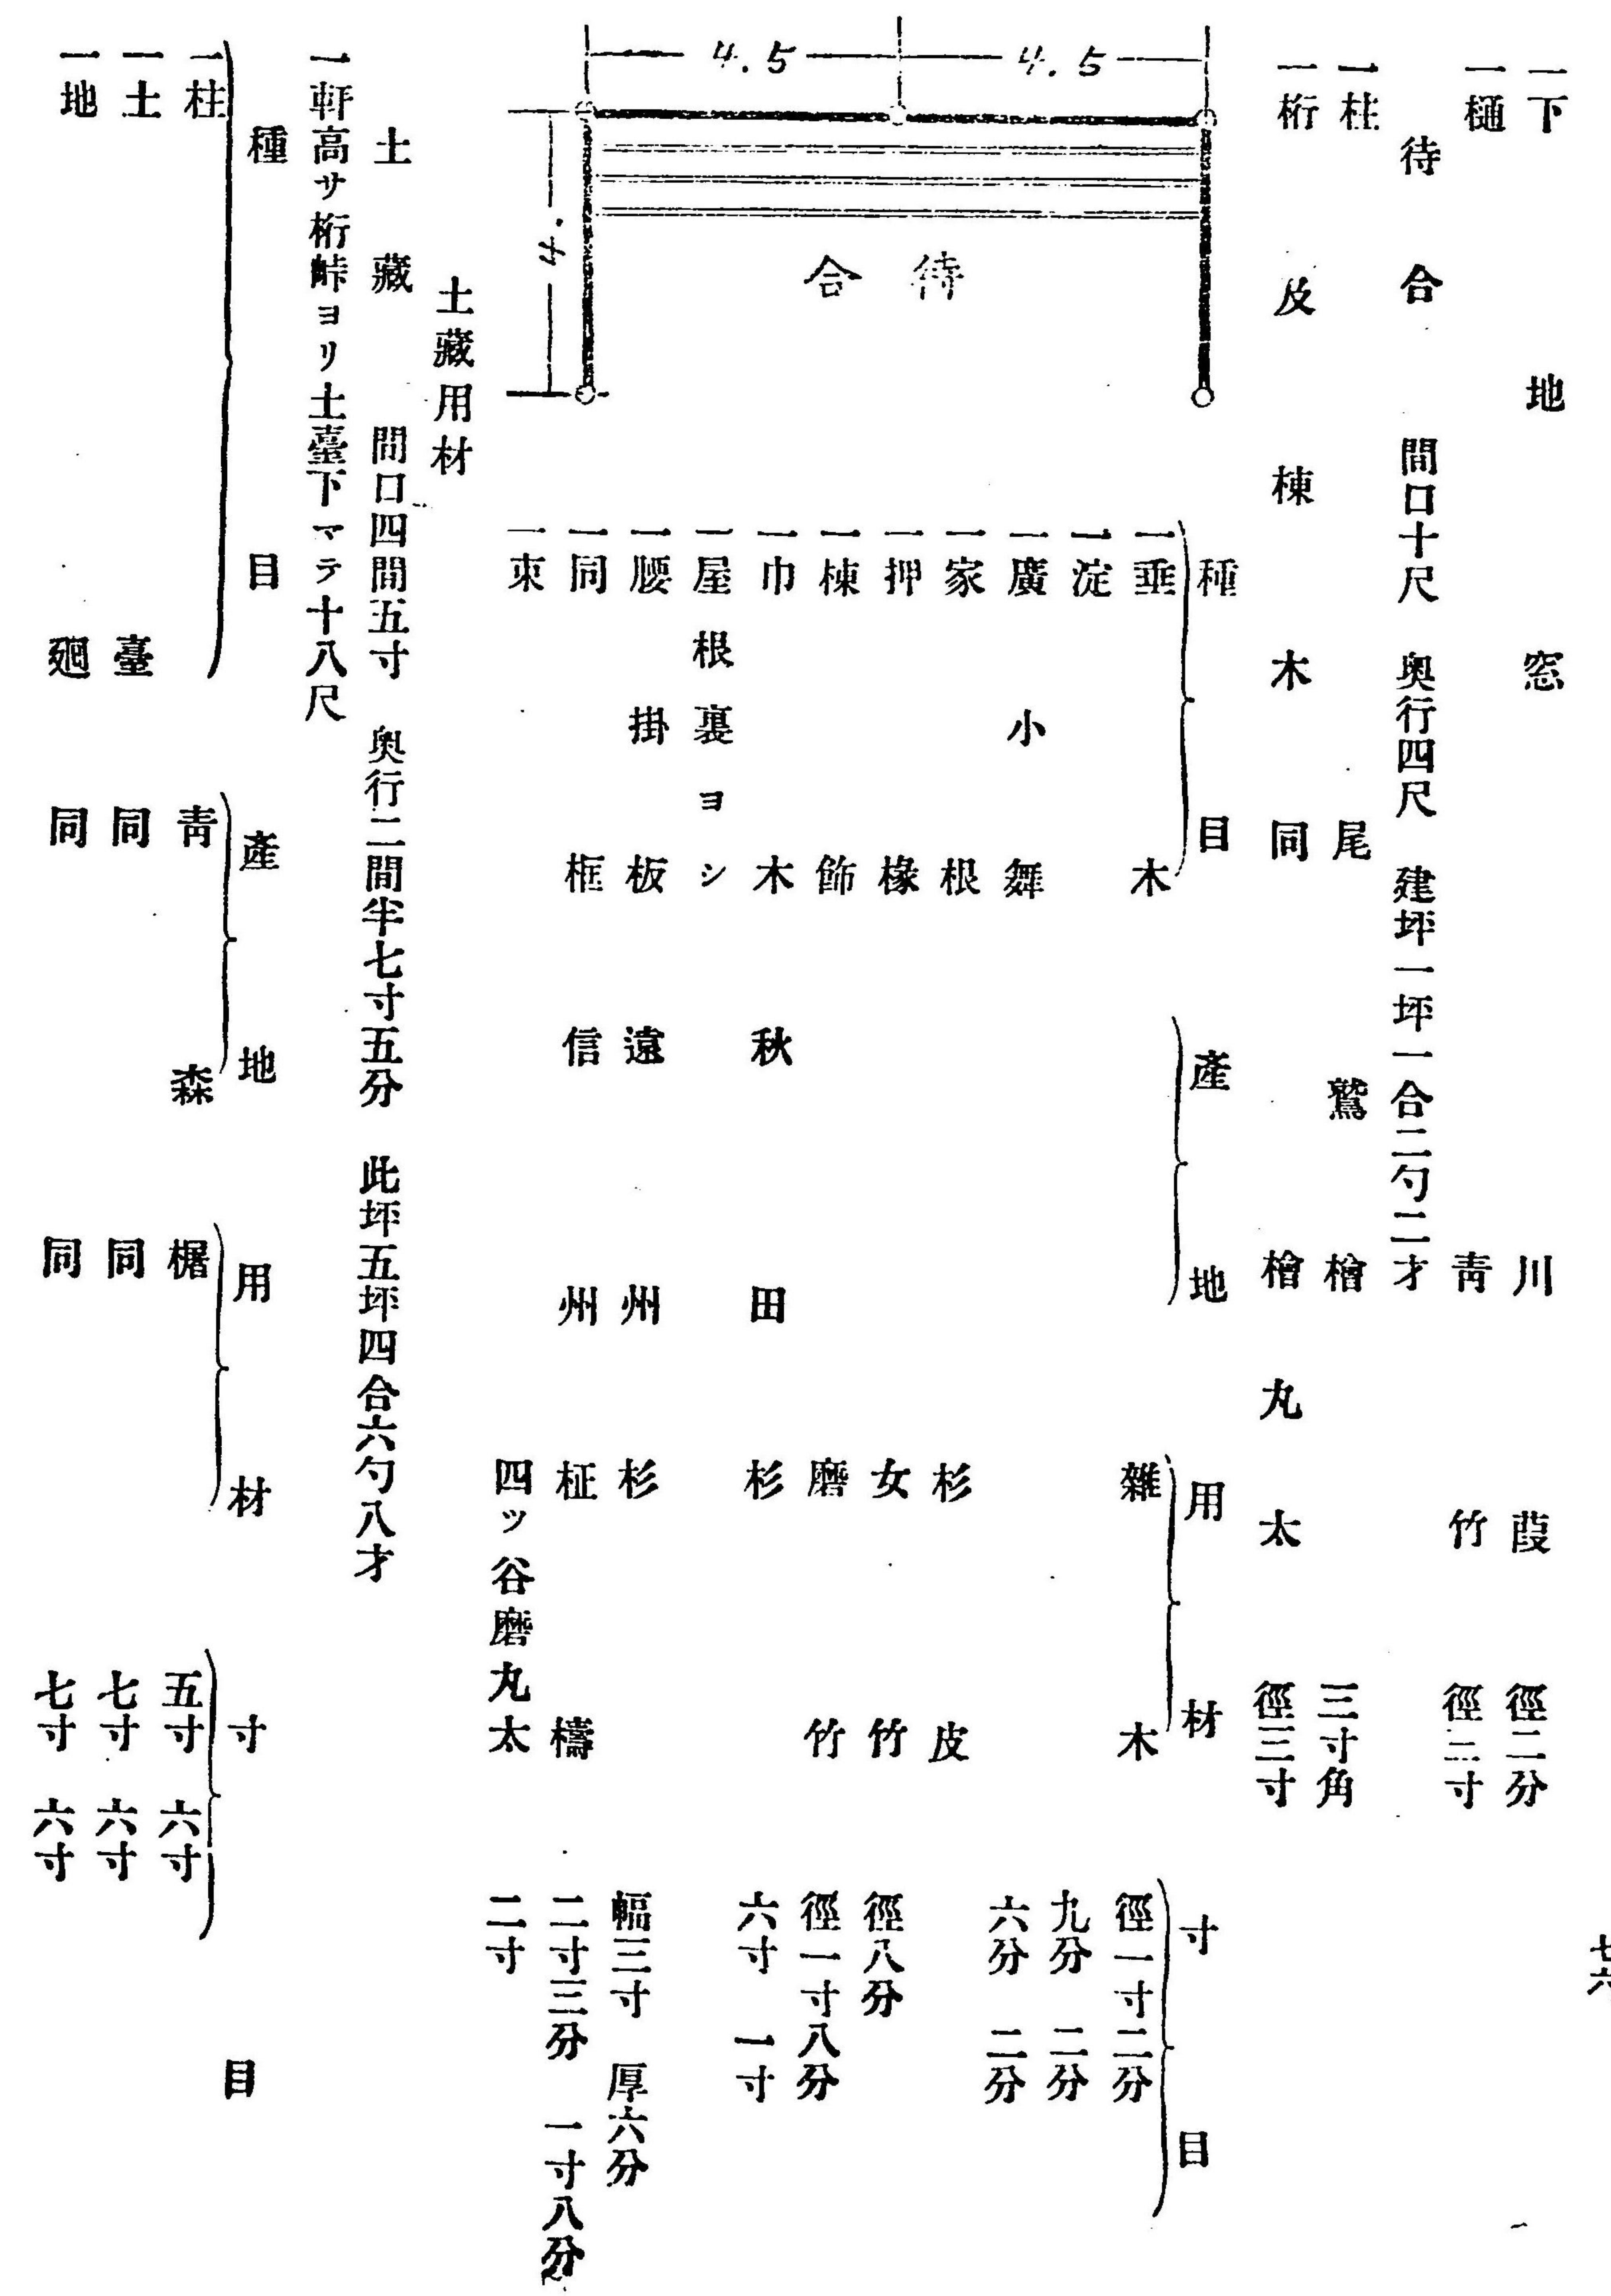 七六
一下地窓 川葭 徑二分
一樋 靑竹 徑二寸
待合 間口十尺 奥行四尺 建坪一坪一合二勺二才
一柱 尾鷲 檜 三寸角
一桁及棟木 同 檜丸太 徑三寸
4.5 4.5
4.
待合
種目 產地 用材 寸目
一垂木 雜木 徑一寸二分
一淀 九分 二分
一廣小舞 六分 二分
一家根 杉皮
一押椽 女竹 徑八分
一棟飾 磨竹 徑一寸八分
一巾木 秋田 杉 六寸 一寸
一屋根裏ヨシ
一腰掛板 遠州 杉 幅三寸 厚六分
一同框 信州 柾檮 二寸三分 一寸八分
一束 四ッ谷磨丸太 二寸
土藏用材
土藏 間口四間五寸 奥行二間半七寸五分 此坪五坪四合六勺八才
一軒高サ桁峠ヨリ土臺下マテ十八尺
種目 產地 用材 寸目
一柱 靑森 椐 五寸 六寸
一土臺 同 同 七寸 六寸
一地廻 同 同 七寸 六寸